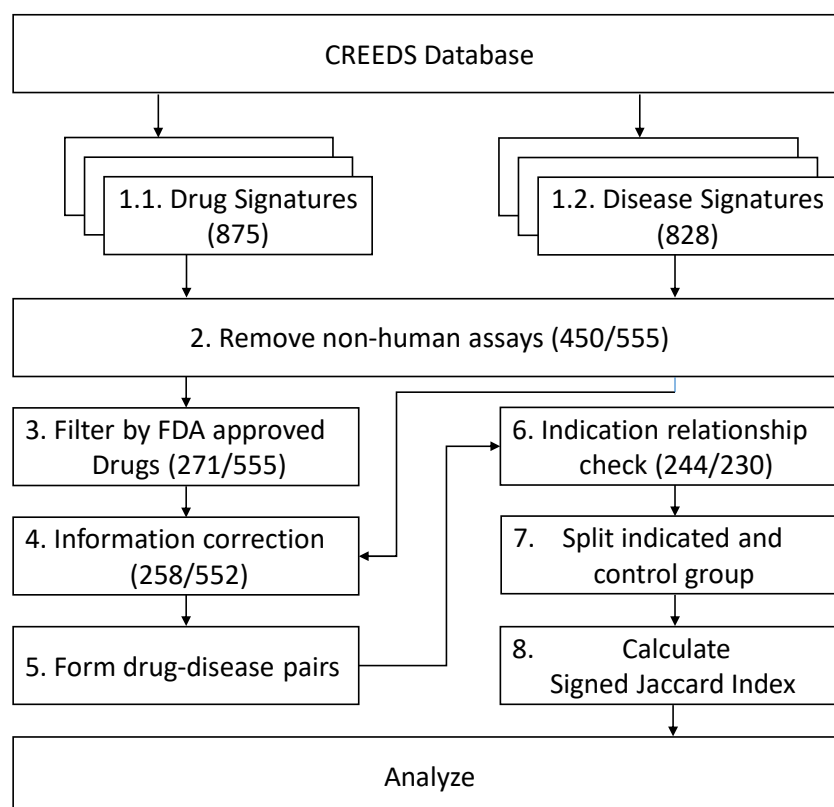 CREEDS Database
1.1. Drug Signatures
(875)
1.2. Disease Signatures
(828)
2. Remove non-human assays (450/555)
3. Filter by FDA approved
Drugs (271/555)
4. Information correction
(258/552)
5. Form drug-disease pairs
6. Indication relationship
check (244/230)
7. Split indicated and
control group
8. Calculate
Signed Jaccard Index
Analyze